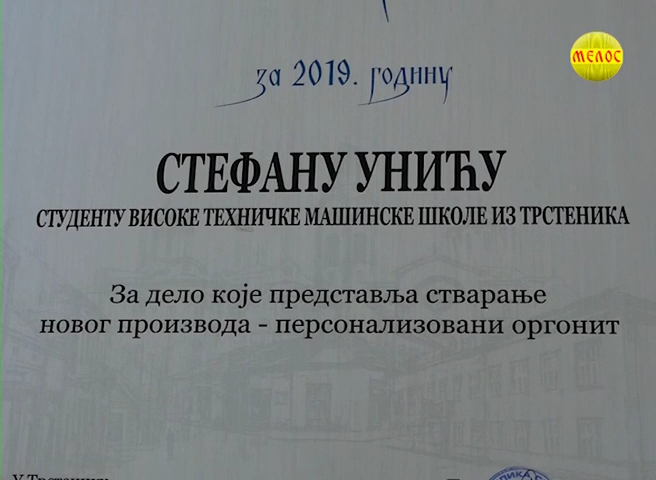 МЕЛОС
за 2019. годину
СТЕФАНУ УНИЋУ
СТУДЕНТУ ВИСОКЕ ТЕХНИЧКЕ МАШИНСКЕ ШКОЛЕ ИЗ ТРСТЕНИКА
За дело које представља стварање
новог производа - персонализовани оргонит